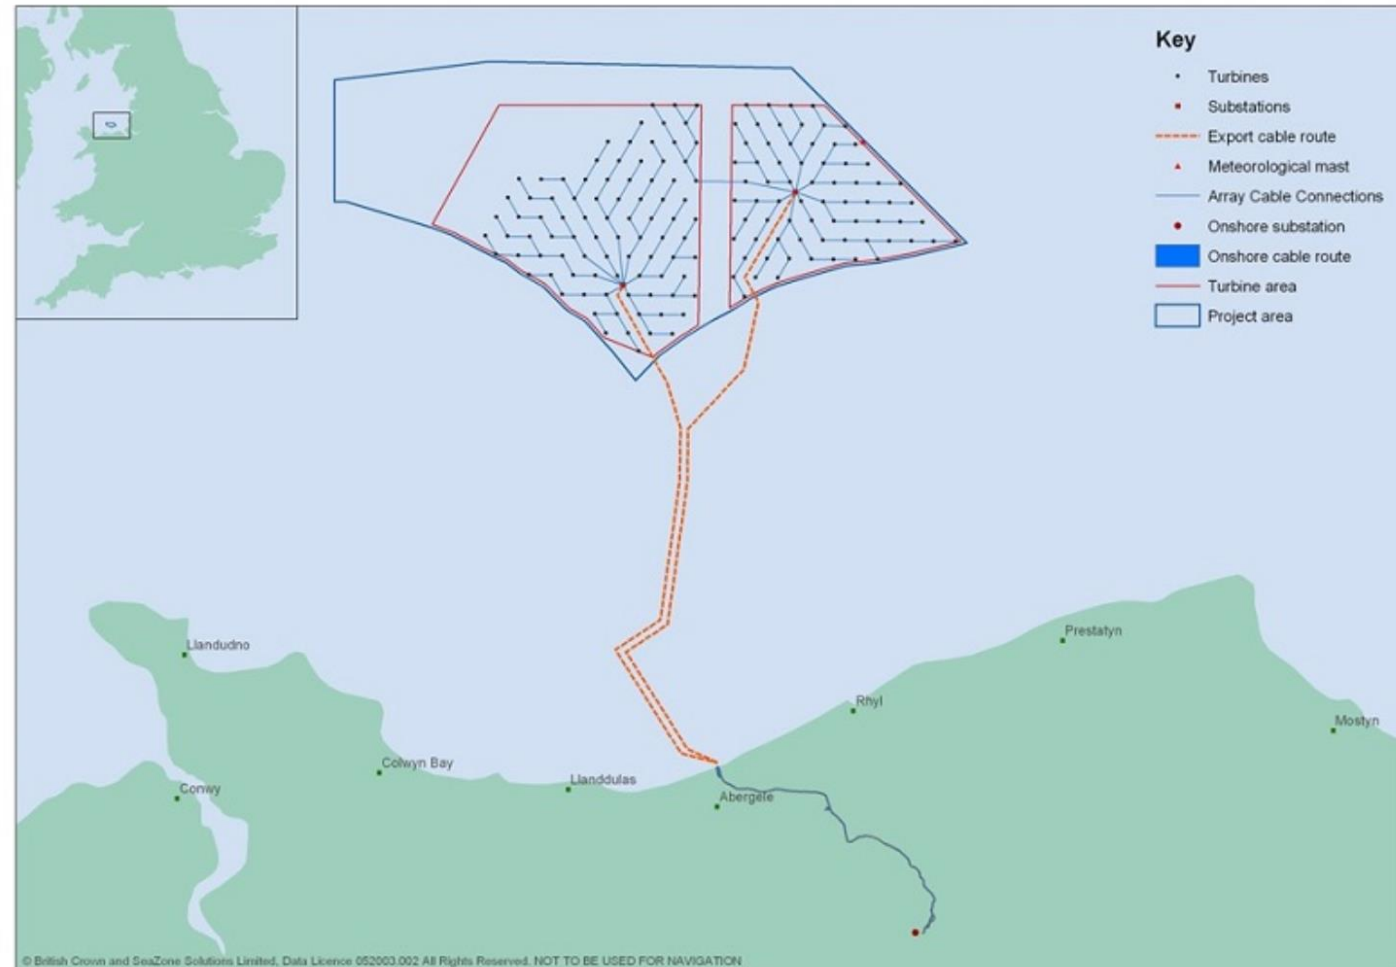 Key
Turbines
Substations
Export cable route
Meteorological mast
Array Cable Connections
Onshore substation
Onshore cable route
Turbine area
Project area
Prestatyn
Llandudno
Rhyl
Mostyn
Colwyn Bay
Llanddulas
Conwy
Abergele
© British Crown and SeaZone Solutions Limited, Data Licence 052003.002 All Rights Reserved. NOT TO BE USED FOR NAVIGATION